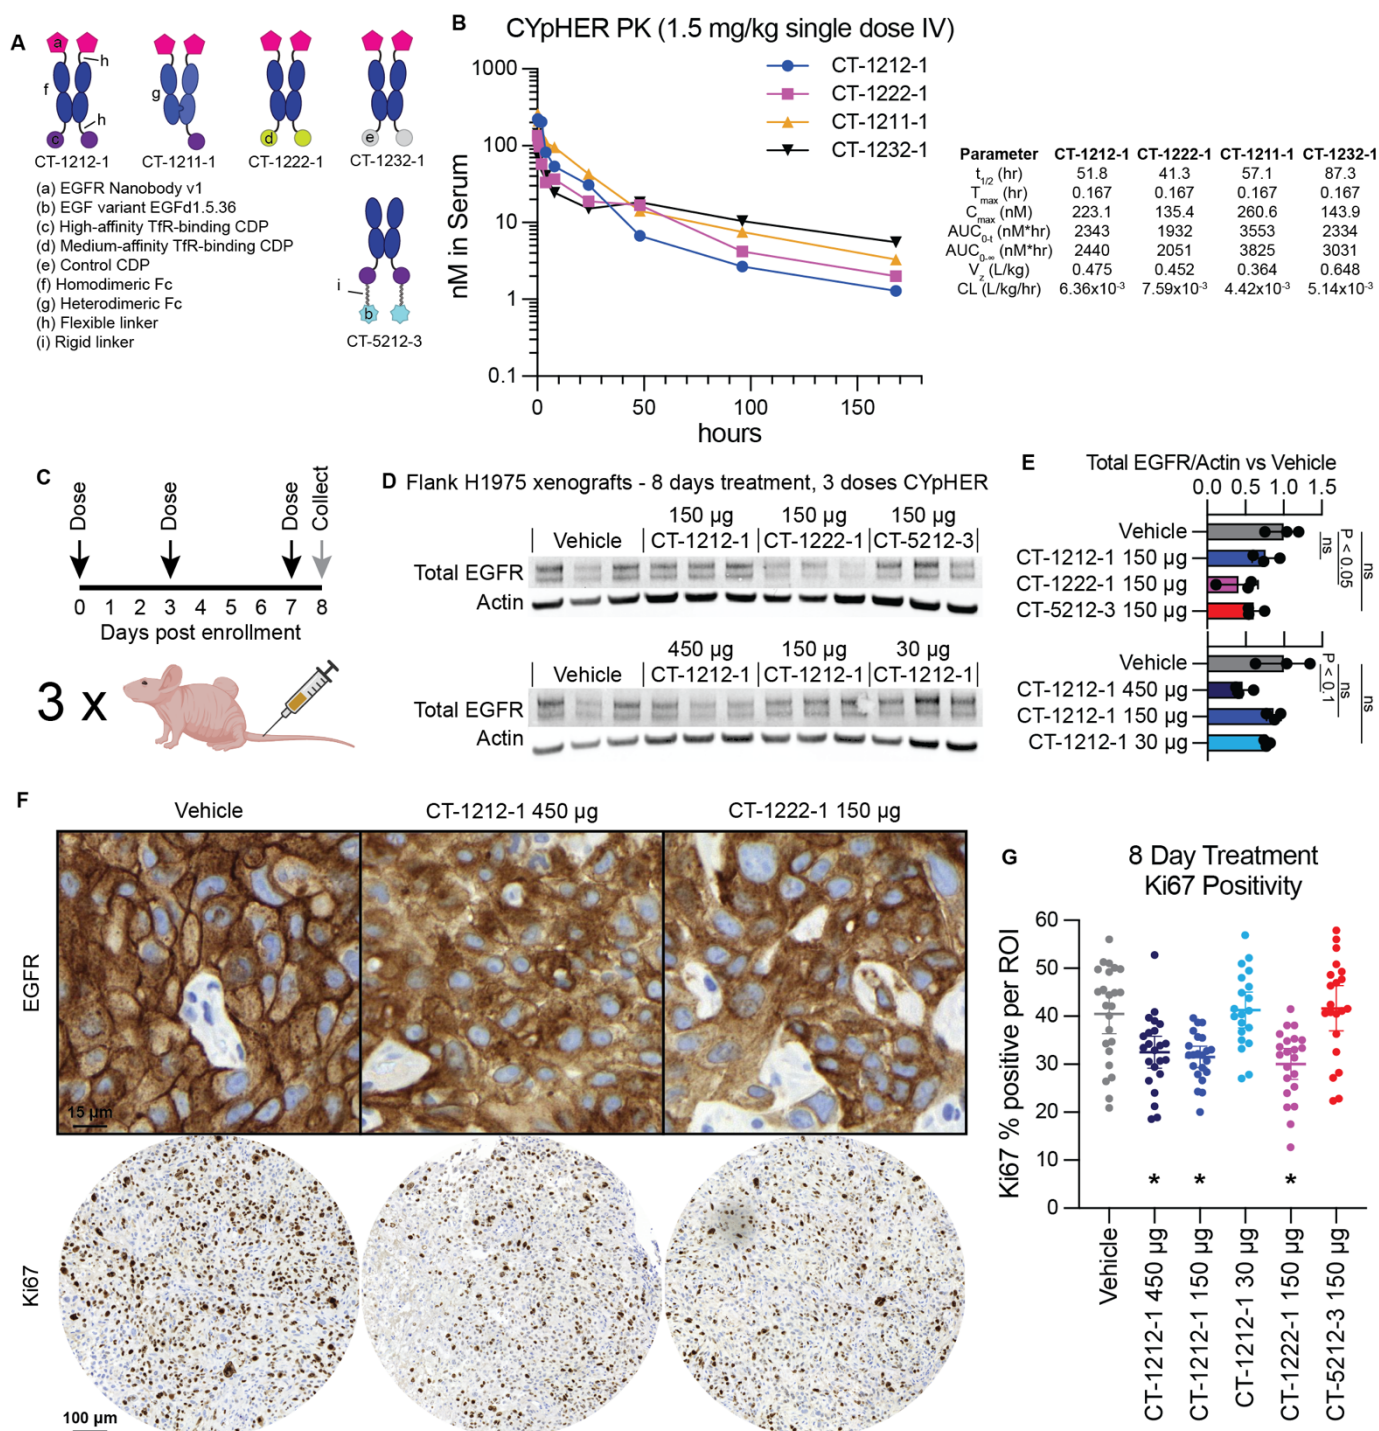 A
a
h
f
g
h
c
d
e
CT-1212-1
CT-1211-1
CT-1222-1
CT-1232-1
(a) EGFR Nanobody v1
(b) EGF variant EGFd1.5.36
(c) High-affinity TfR-binding CDP
(d) Medium-affinity TfR-binding CDP
(e) Control CDP
(f) Homodimeric Fc
(g) Heterodimeric Fc
(h) Flexible linker
(i) Rigid linker
i
b
CT-5212-3
B
CYpHER PK (1.5 mg/kg single dose IV)
CT-1212-1
CT-1222-1
CT-1211-1
CT-1232-1
nM in Serum
1000
100
10
1
0.1
0 50 100 150
hours
Parameter CT-1212-1 CT-1222-1 CT-1211-1 CT-1232-1
t1/2 (hr) 51.8 41.3 57.1 87.3
Tmax (hr) 0.167 0.167 0.167 0.167
Cmax (nM) 223.1 135.4 260.6 143.9
AUC0-t (nM*hr) 2343 1932 3553 2334
AUC0-∞ (nM*hr) 2440 2051 3825 3031
Vz (L/kg) 0.475 0.452 0.364 0.648
CL (L/kg/hr) 6.36x10-3 7.59x10-3 4.42x10-3 5.14x10-3
C
Dose
Dose
Dose
Collect
0 1 2 3 4 5 6 7 8
Days post enrollment
3 x
D Flank H1975 xenografts - 8 days treatment, 3 doses CYpHER
150 µg 150 µg 150 µg
Vehicle CT-1212-1 CT-1222-1 CT-5212-3
Total EGFR
Actin
450 µg 150 µg 30 µg
Vehicle CT-1212-1 CT-1212-1 CT-1212-1
Total EGFR
Actin
E
Total EGFR/Actin vs Vehicle
0.0 0.5 1.0 1.5
Vehicle
CT-1212-1 150 µg
CT-1222-1 150 µg
CT-5212-3 150 µg
ns
P < 0.05
ns
Vehicle
CT-1212-1 450 µg
CT-1212-1 150 µg
CT-1212-1 30 µg
P < 0.1
ns
ns
F
Vehicle
CT-1212-1 450 µg
CT-1222-1 150 µg
EGFR
15 µm
Ki67
100 µm
G
8 Day Treatment
Ki67 Positivity
Ki67 % positive per ROI
60
50
40
30
20
10
0
* * *
Vehicle
CT-1212-1 450 µg
CT-1212-1 150 µg
CT-1212-1 30 µg
CT-1222-1 150 µg
CT-5212-3 150 µg